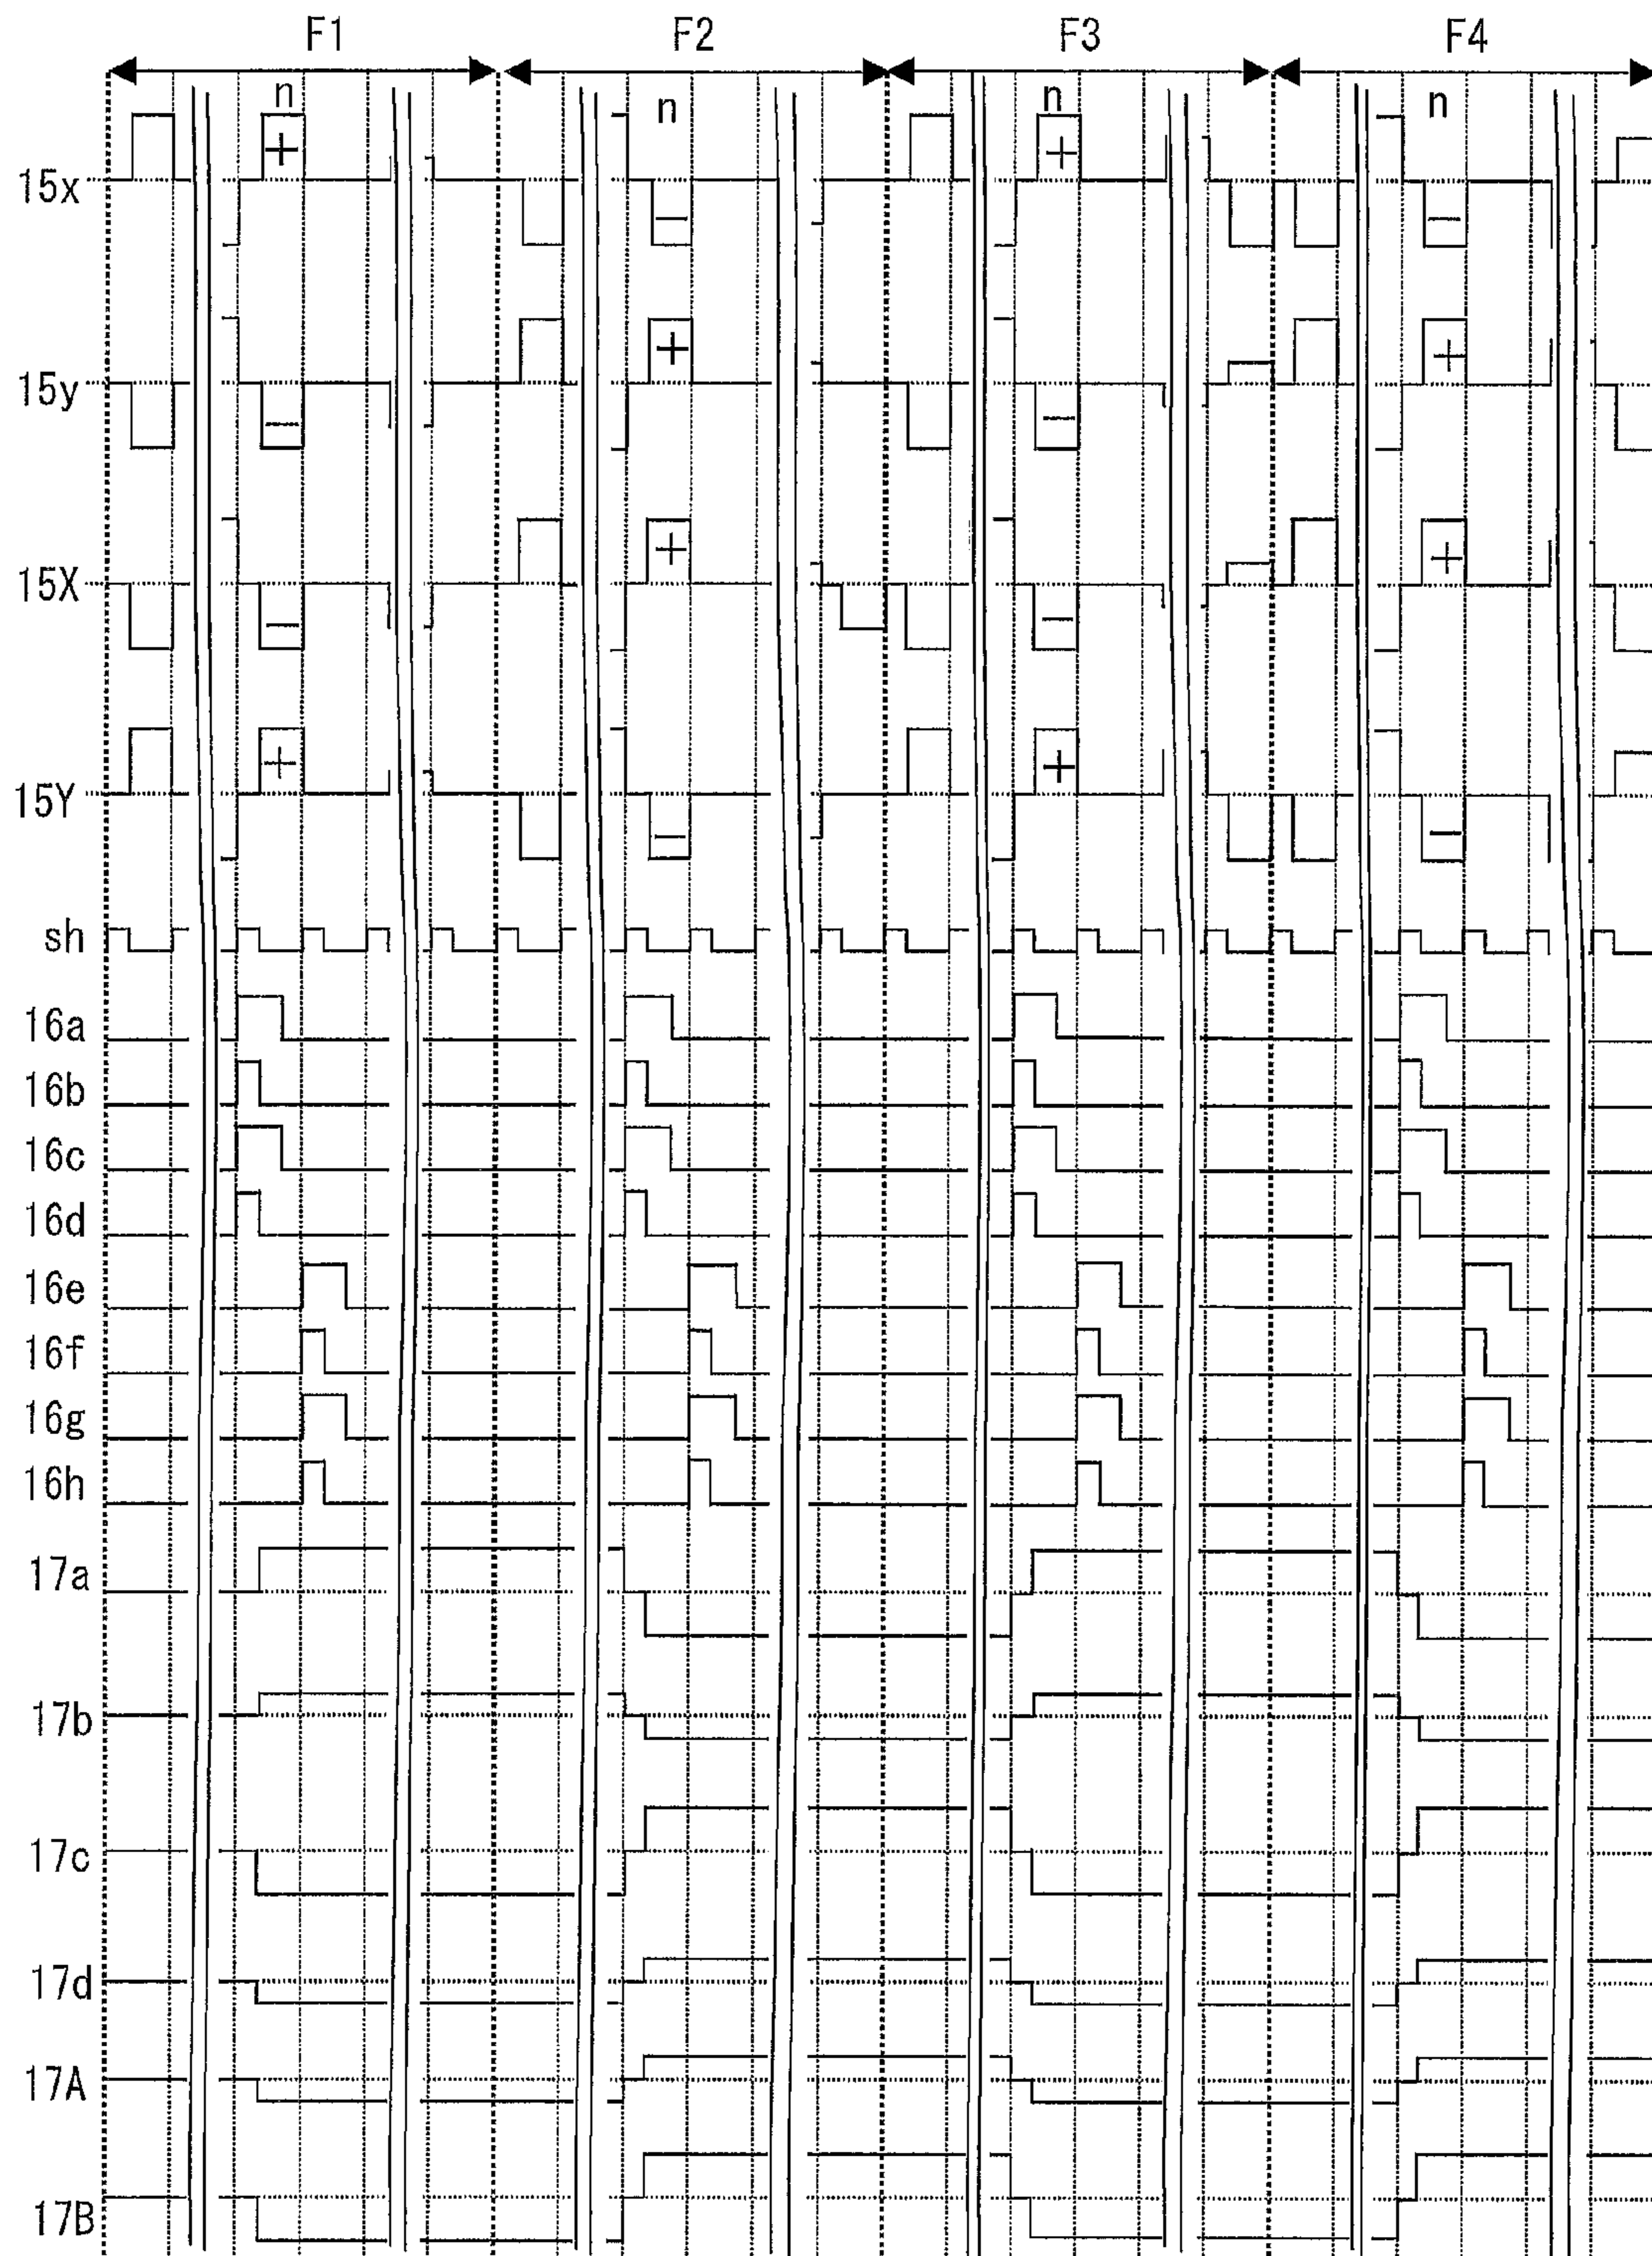 F1 F2 F3 F4
n n n n
15x + − + −
15y − + − +
15X − + − +
15Y + − + −
sh
16a
16b
16c
16d
16e
16f
16g
16h
17a
17b
17c
17d
17A
17B